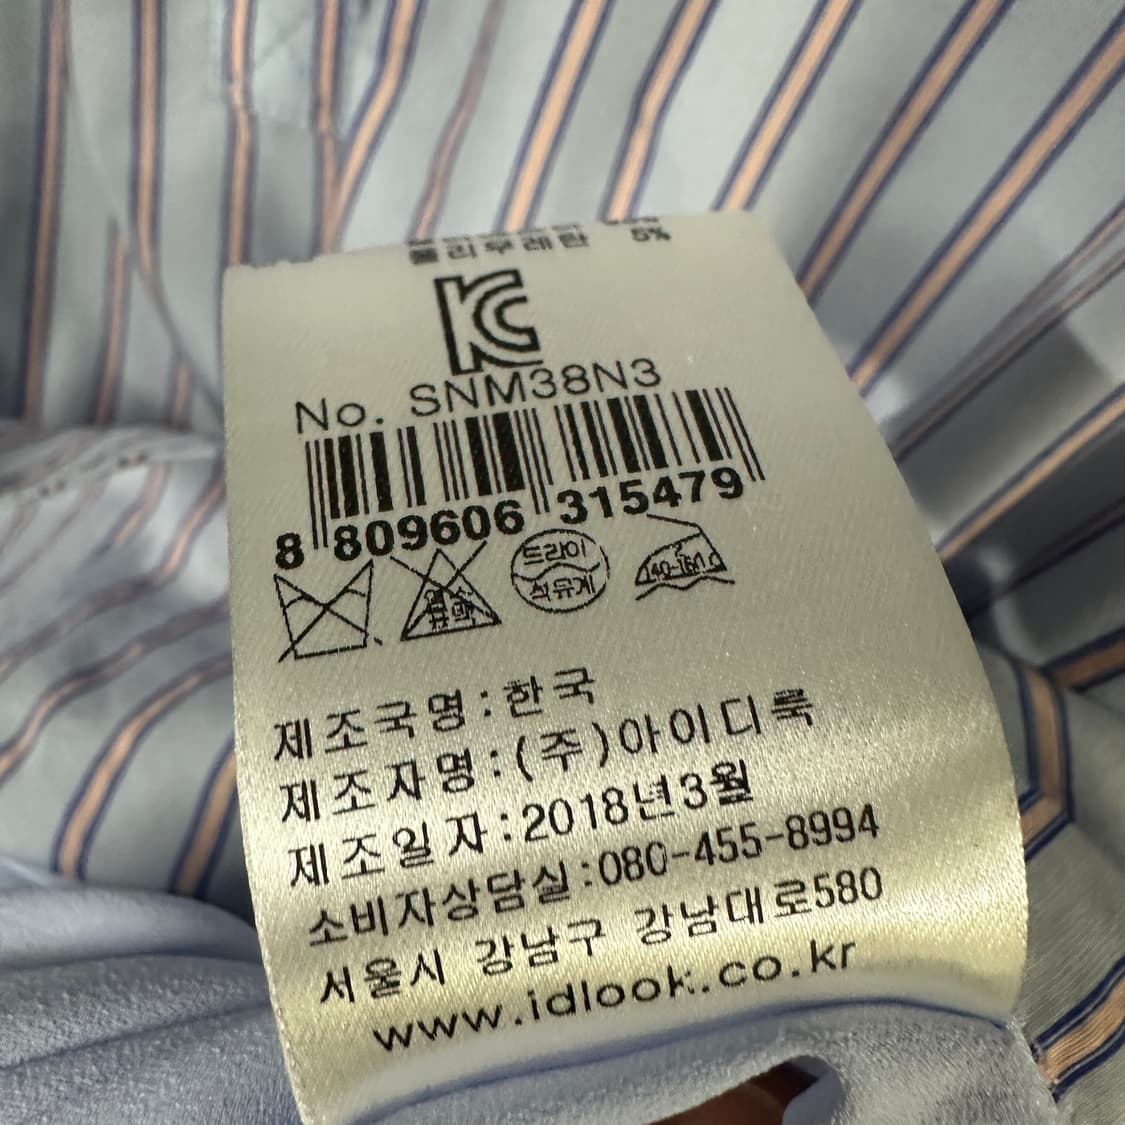 폴리우레탄 5%
KC
No. SNM38N3
8 809606 315479
드라이
석유계
제조국명:한국
제조자명:(주)아이디룩
제조일자:2018년3월
소비자상담실:080-455-8994
서울시 강남구 강남대로580
www.idlook.co.kr